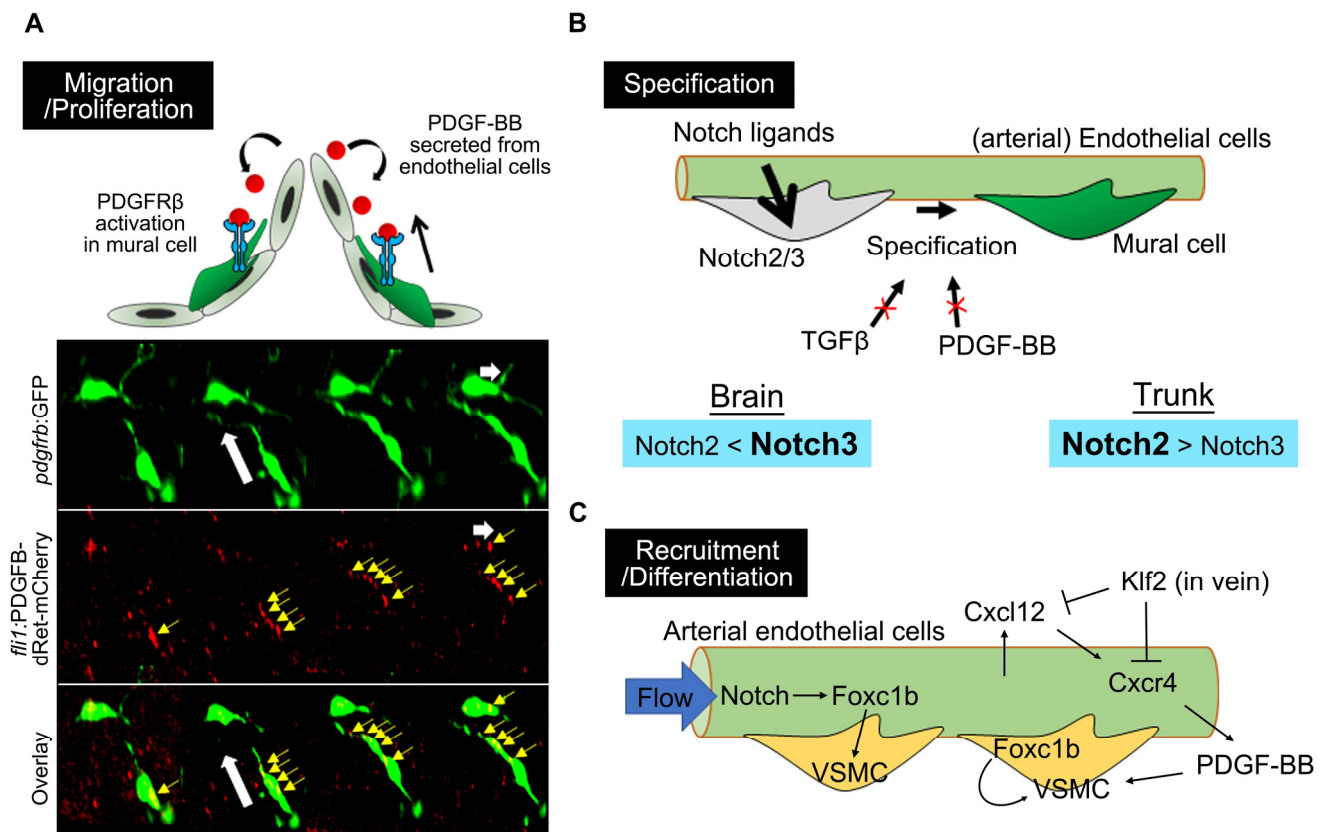 A
Migration
/Proliferation
PDGF-BB
secreted from
endothelial cells
PDGFRβ
activation
in mural cell
pdgfrb:GFP
fli1:PDGFB-
dRet-mCherry
Overlay
B
Specification
Notch ligands
(arterial) Endothelial cells
Notch2/3
Specification
Mural cell
TGFβ
PDGF-BB
Brain
Notch2 < Notch3
Trunk
Notch2 > Notch3
C
Recruitment
/Differentiation
Klf2 (in vein)
Cxcl12
Arterial endothelial cells
Cxcr4
Flow
Notch
Foxc1b
Foxc1b
VSMC
VSMC
PDGF-BB